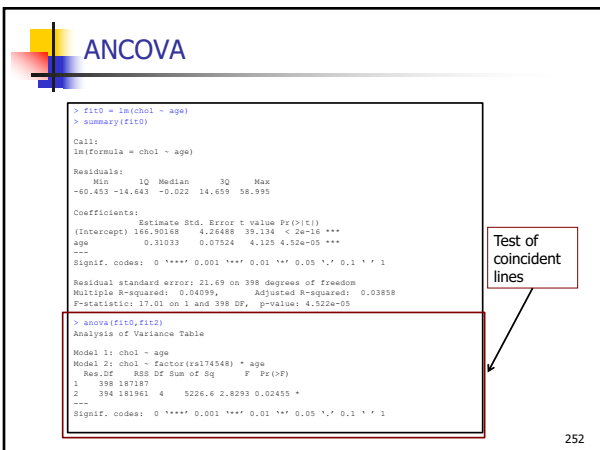 ANCOVA
> fit0 = lm(chol ~ age)
> summary(fit0)
Call:
lm(formula = chol ~ age)
Residuals:
    Min      1Q  Median      3Q     Max
-60.453 -14.643  -0.022  14.659  58.995
Coefficients:
            Estimate Std. Error t value Pr(>|t|)
(Intercept) 166.90168    4.26488  39.134  < 2e-16 ***
age           0.31033    0.07524   4.125 4.52e-05 ***
---
Signif. codes:  0 ‘***’ 0.001 ‘**’ 0.01 ‘*’ 0.05 ‘.’ 0.1 ‘ ’ 1
Residual standard error: 21.69 on 398 degrees of freedom
Multiple R-squared: 0.04099,     Adjusted R-squared: 0.03858
F-statistic: 17.01 on 1 and 398 DF,  p-value: 4.522e-05
> anova(fit0,fit2)
Analysis of Variance Table
Model 1: chol ~ age
Model 2: chol ~ factor(rs174548) * age
  Res.Df    RSS Df Sum of Sq      F  Pr(>F)
1    398 187187
2    394 181961  4    5226.6 2.8293 0.02455 *
---
Signif. codes:  0 ‘***’ 0.001 ‘**’ 0.01 ‘*’ 0.05 ‘.’ 0.1 ‘ ’ 1
Test of
coincident
lines
252